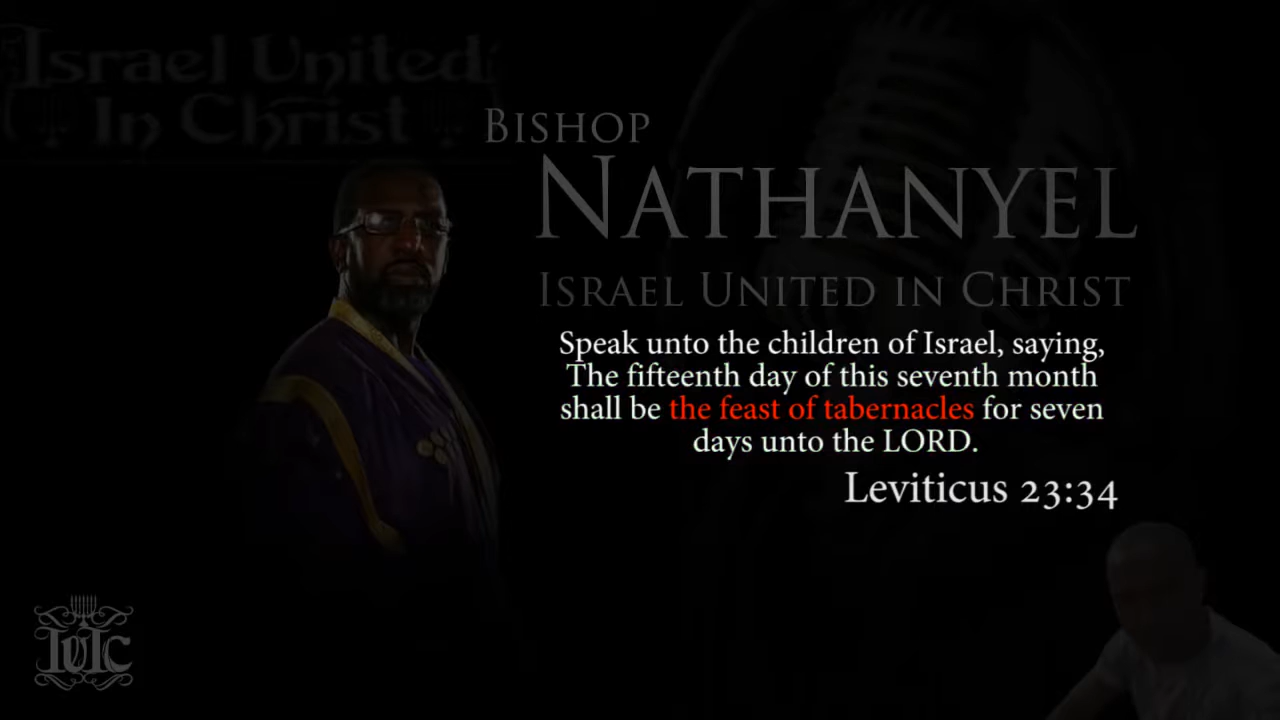 Israel United
In Christ
BISHOP
NATHANYEL
ISRAEL UNITED IN CHRIST
Speak unto the children of Israel, saying,
The fifteenth day of this seventh month
shall be the feast of tabernacles for seven
days unto the LORD.
Leviticus 23:34
IUIC